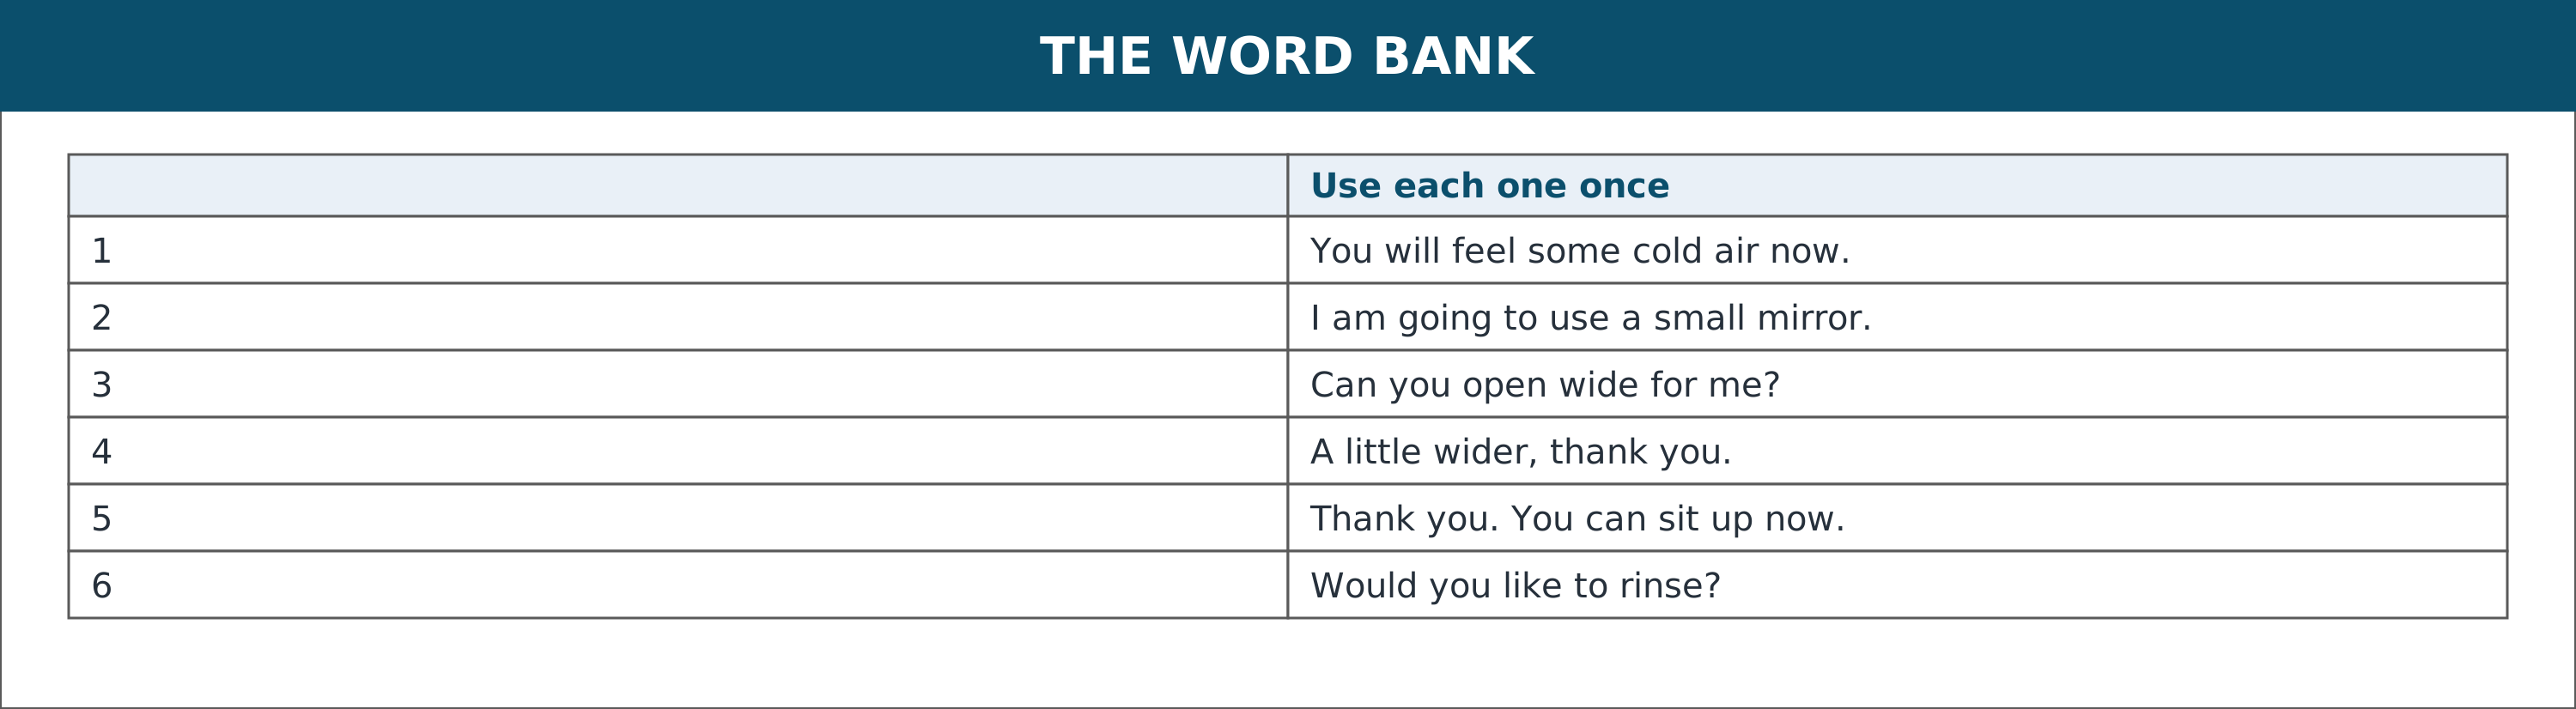 THE WORD BANK
Use each one once
1 You will feel some cold air now.
2 I am going to use a small mirror.
3 Can you open wide for me?
4 A little wider, thank you.
5 Thank you. You can sit up now.
6 Would you like to rinse?